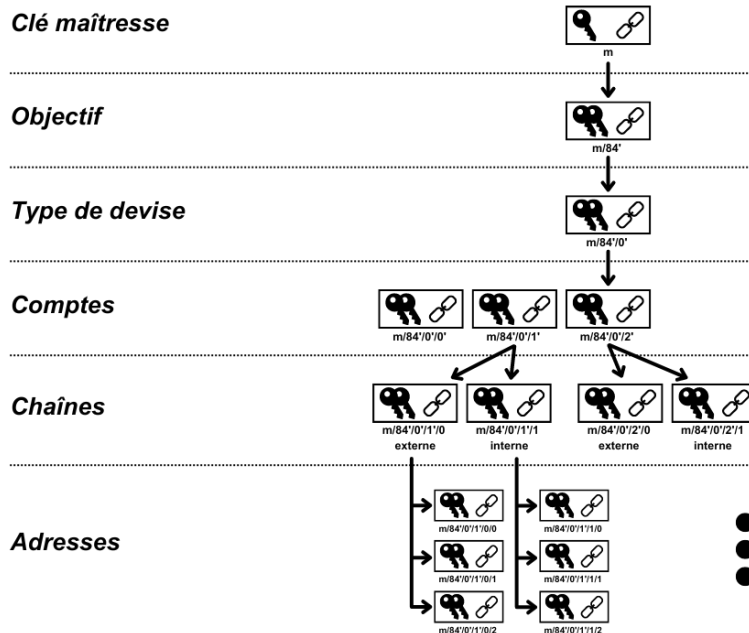 Clé maîtresse
m
Objectif
m/84'
Type de devise
m/84'/0'
Comptes
m/84'/0'/0' m/84'/0'/1' m/84'/0'/2'
Chaînes
m/84'/0'/1'/0 m/84'/0'/1'/1 m/84'/0'/2'/0 m/84'/0'/2'/1
externe interne externe interne
Adresses
m/84'/0'/1'/0/0 m/84'/0'/1'/1/0
m/84'/0'/1'/0/1 m/84'/0'/1'/1/1
m/84'/0'/1'/0/2 m/84'/0'/1'/1/2